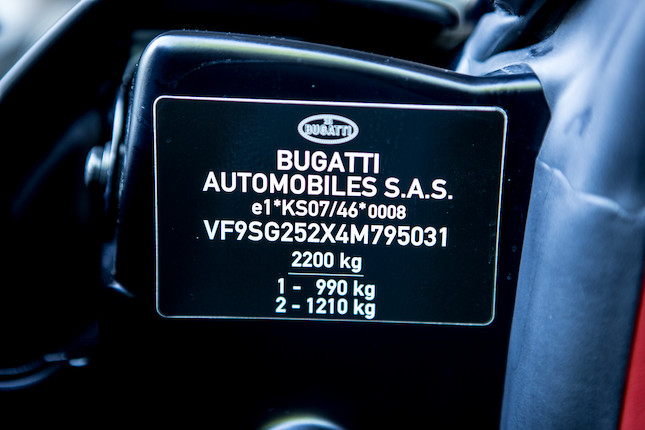 BUGATTI
BUGATTI
AUTOMOBILES S.A.S.
e1*KS07/46*0008
VF9SG252X4M795031
2200 kg
1 - 990 kg
2 - 1210 kg